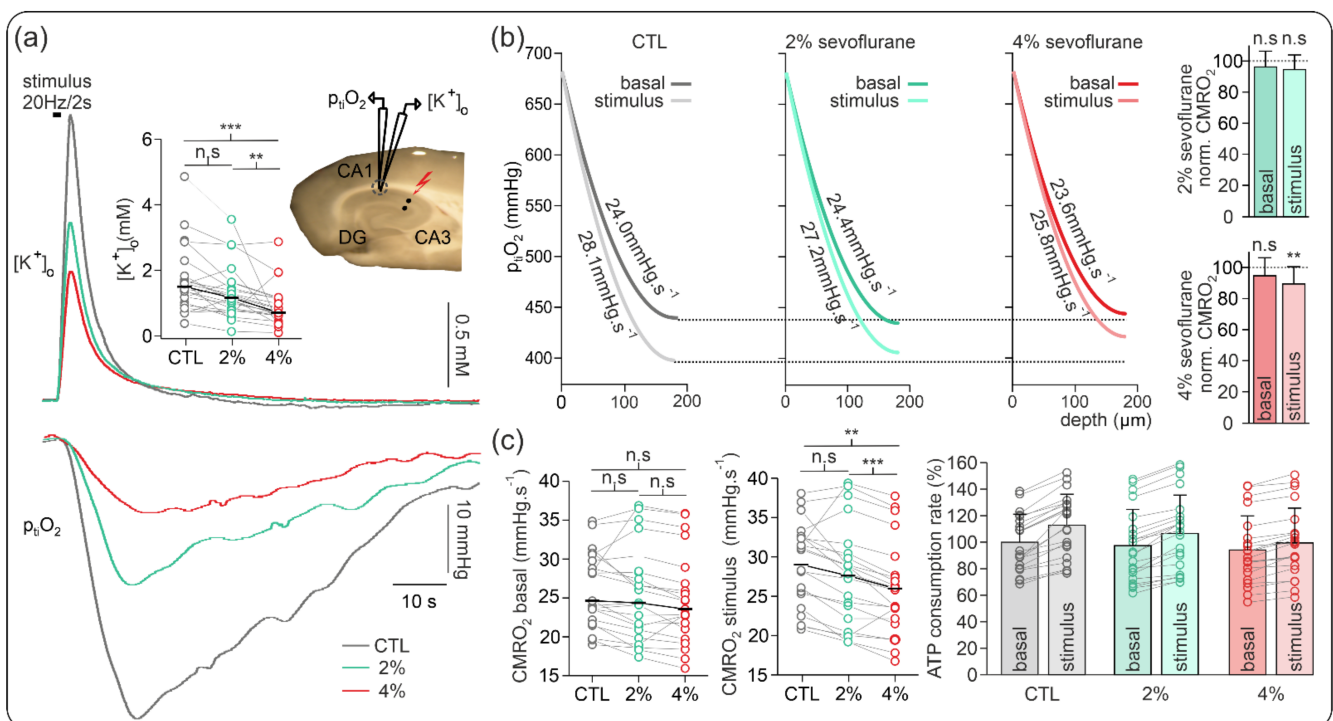 (a)
stimulus
20Hz/2s
[K+]o
[K+]o(mM)
6
4
2
0
***
n,s
**
CTL 2% 4%
ptiO2
[K+]o
CA1
DG
CA3
0.5 mM
ptiO2
10 mmHg
10 s
CTL
2%
4%
(b)
CTL
2% sevoflurane
4% sevoflurane
ptiO2 (mmHg)
700
650
600
550
500
450
400
basal
stimulus
24.0mmHg.s-1
28.1mmHg.s-1
0 100 200
basal
stimulus
24.4mmHg.s-1
27.2mmHg.s-1
0 100 200
basal
stimulus
23.6mmHg.s-1
25.8mmHg.s-1
0 100 200
depth (µm)
n.s n.s
2% sevoflurane
norm. CMRO2
100
80
60
40
20
0
basal
stimulus
n.s **
4% sevoflurane
norm. CMRO2
100
80
60
40
20
0
basal
stimulus
(c)
CMRO2 basal (mmHg.s-1)
40
35
30
25
20
15
n.s
n.s
n.s
CTL 2% 4%
CMRO2 stimulus (mmHg.s-1)
40
35
30
25
20
15
**
n.s
***
CTL 2% 4%
ATP consumption rate (%)
160
140
120
100
80
60
40
20
0
basal
stimulus
basal
stimulus
basal
stimulus
CTL 2% 4%